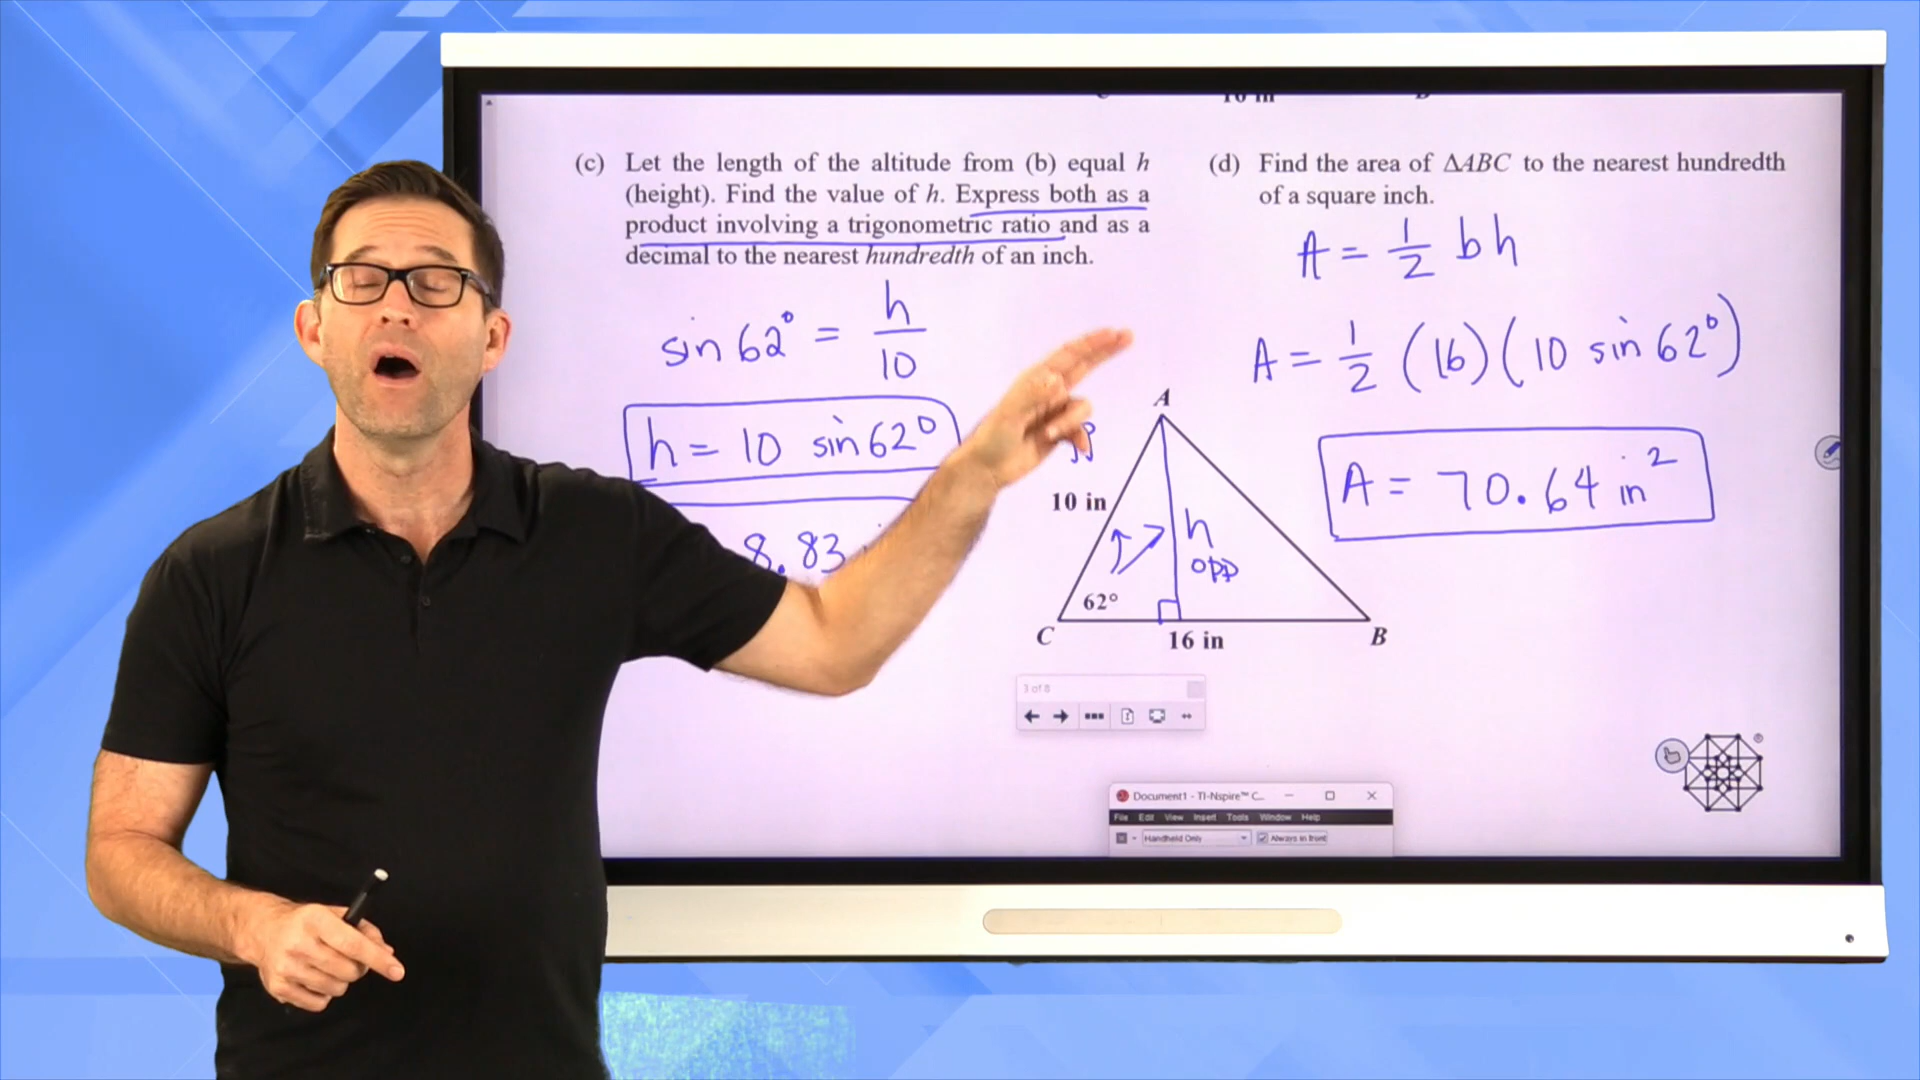 (c) Let the length of the altitude from (b) equal h
(height). Find the value of h. Express both as a
product involving a trigonometric ratio and as a
decimal to the nearest hundredth of an inch.
sin 62° = h/10
h = 10 sin 62°
8.83
(d) Find the area of ΔABC to the nearest hundredth
of a square inch.
A = 1/2 bh
A = 1/2 (16)(10 sin 62°)
A = 70.64 in²
A
10 in
h
opp
62°
C
16 in
B
3 of 8
Document1 - TI-Nspire™ C...
File Edit View Insert Tools Window Help
Handheld Only
Always in front
®